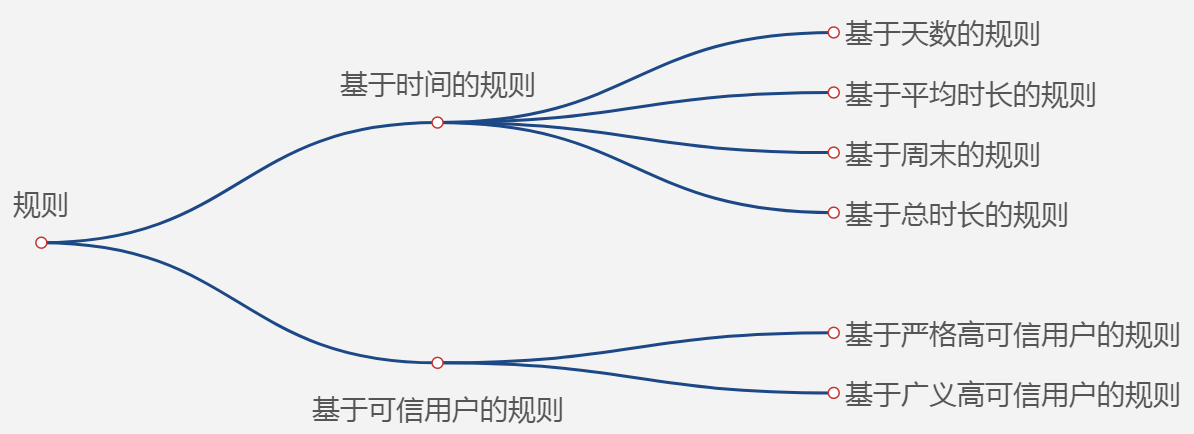 规则
基于时间的规则
基于天数的规则
基于平均时长的规则
基于周末的规则
基于总时长的规则
基于可信用户的规则
基于严格高可信用户的规则
基于广义高可信用户的规则